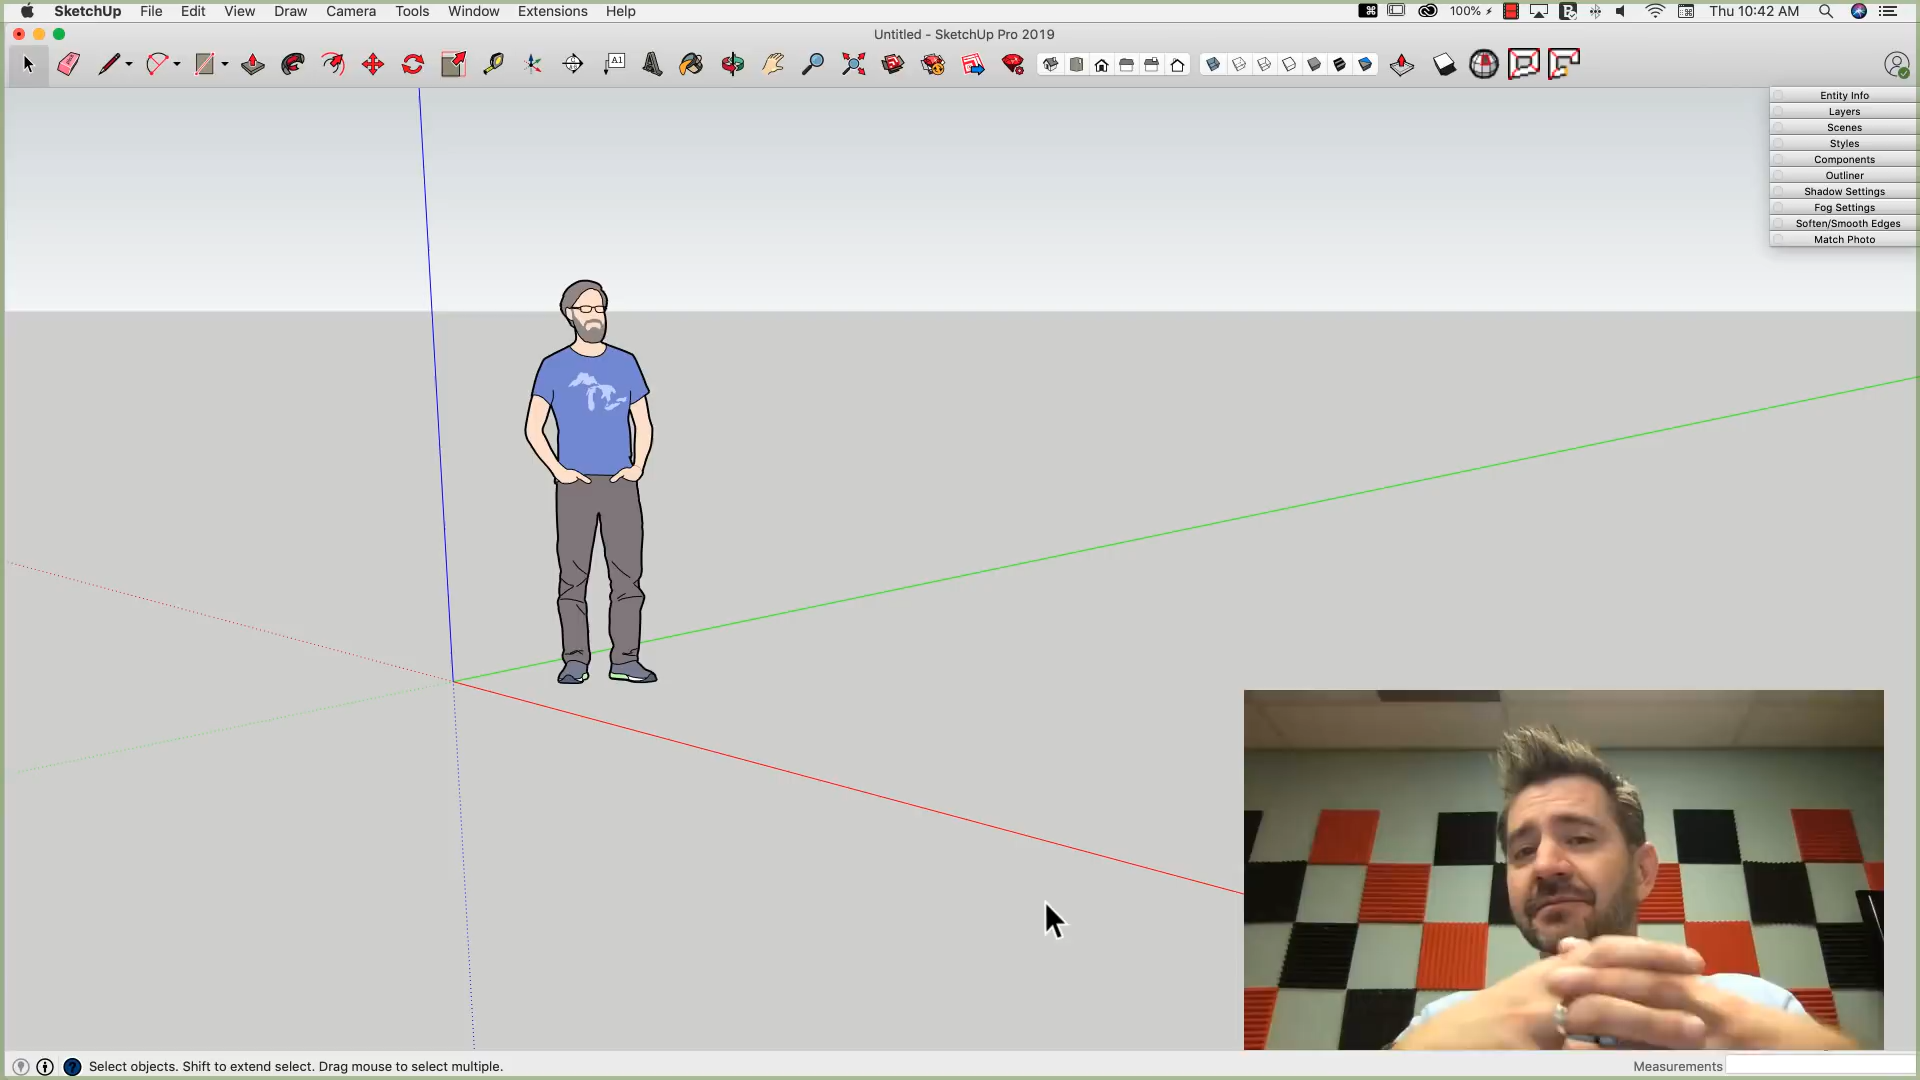 SketchUp File Edit View Draw Camera Tools Window Extensions Help 100% Thu 10:42 AM
Untitled - SketchUp Pro 2019
A1
Entity Info
Layers
Scenes
Styles
Components
Outliner
Shadow Settings
Fog Settings
Soften/Smooth Edges
Match Photo
Select objects. Shift to extend select. Drag mouse to select multiple.
Measurements